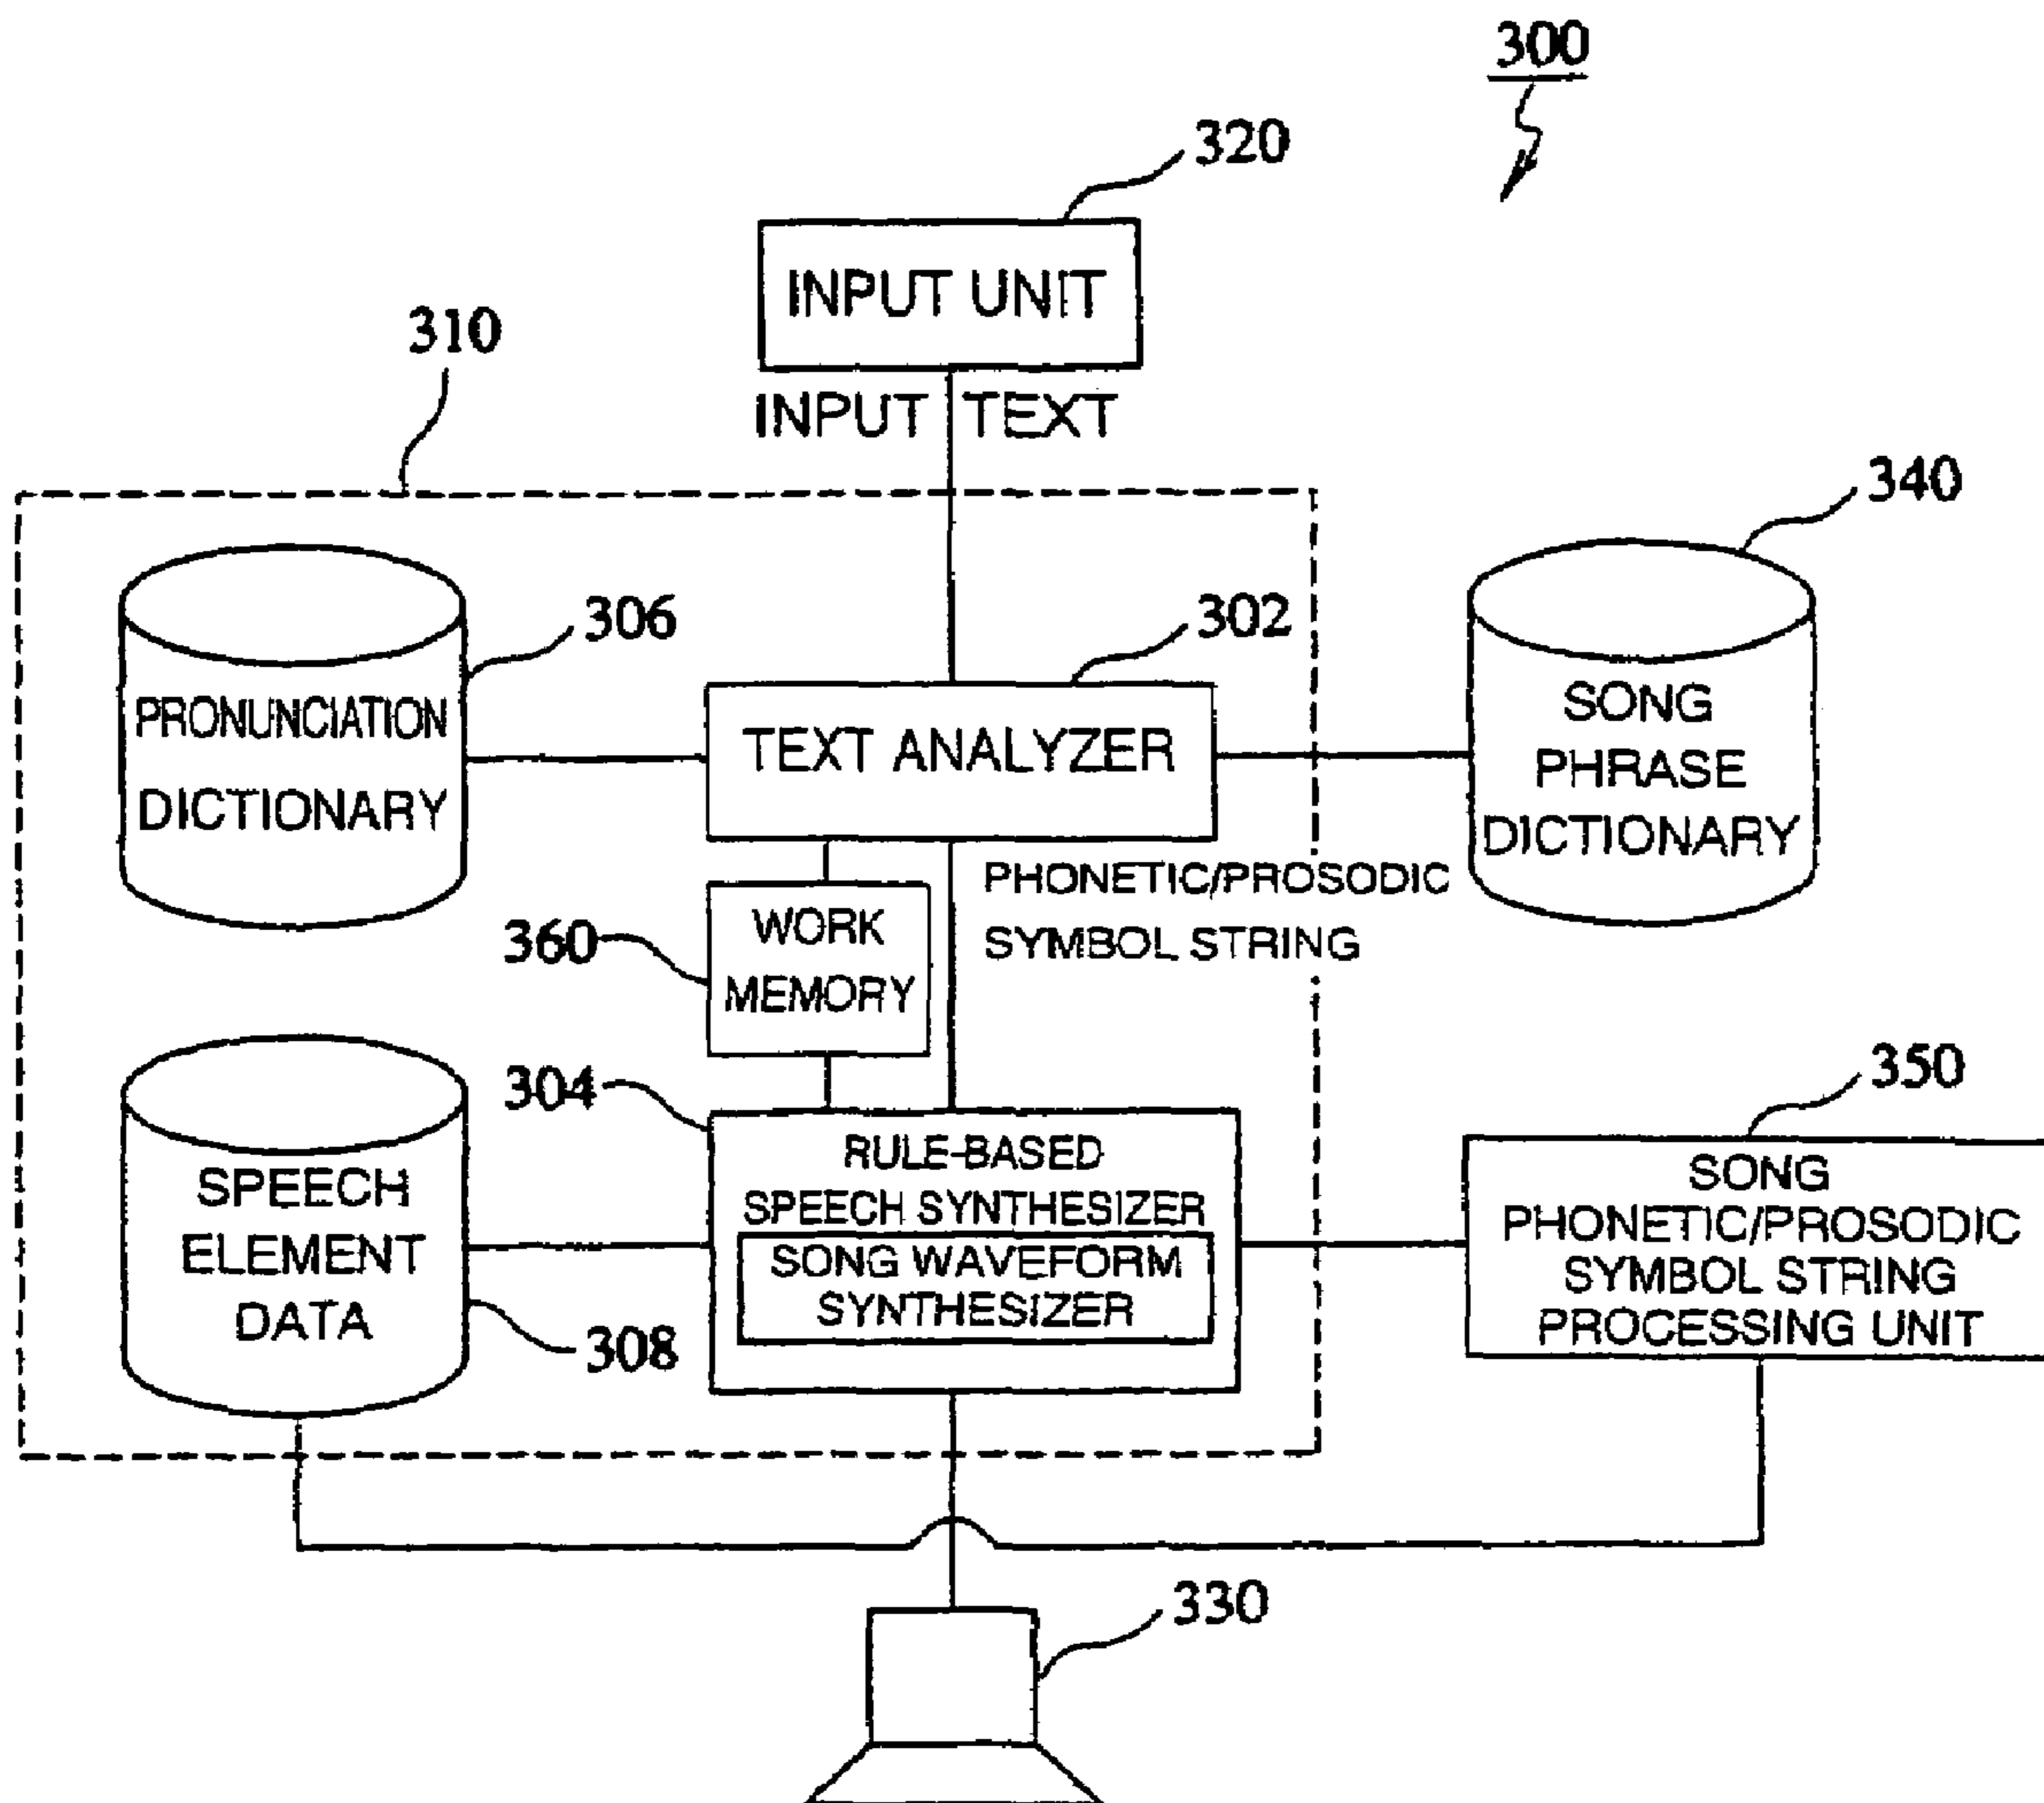 300
320
INPUT UNIT
310
INPUT TEXT
340
306
302
PRONUNCIATION
DICTIONARY
TEXT ANALYZER
SONG
PHRASE
DICTIONARY
PHONETIC/PROSODIC
SYMBOL STRING
360
WORK
MEMORY
304
350
SPEECH
ELEMENT
DATA
308
RULE-BASED
SPEECH SYNTHESIZER
SONG WAVEFORM
SYNTHESIZER
SONG
PHONETIC/PROSODIC
SYMBOL STRING
PROCESSING UNIT
330